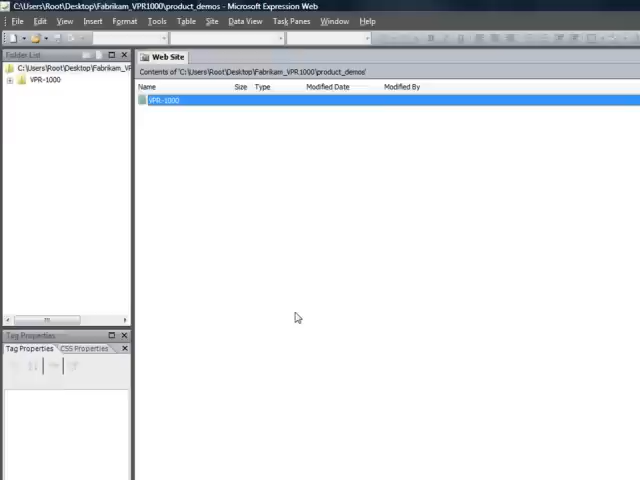 C:\Users\Root\Desktop\Fabrikam_VPR1000\product_demos - Microsoft Expression Web
File Edit View Insert Format Tools Table Site Data View Task Panes Window Help
Folder List
Web Site
C:\Users\Root\Desktop\Fabrikam_VP
Contents of 'C:\Users\Root\Desktop\Fabrikam_VPR1000\product_demos'
VPR-1000
Name Size Type Modified Date Modified By
VPR-1000
Tag Properties
Tag Properties CSS Properties